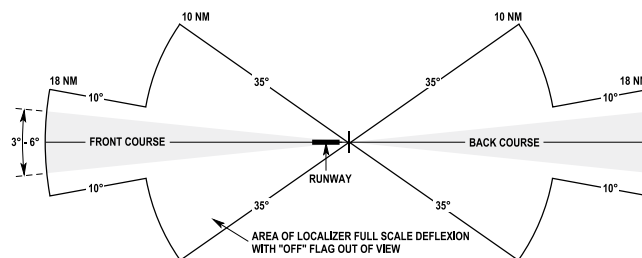 10 NM
10 NM
18 NM
18 NM
35°
35°
10°
10°
3° - 6°
FRONT COURSE
BACK COURSE
RUNWAY
10°
10°
35°
35°
AREA OF LOCALIZER FULL SCALE DEFLEXION
WITH "OFF" FLAG OUT OF VIEW